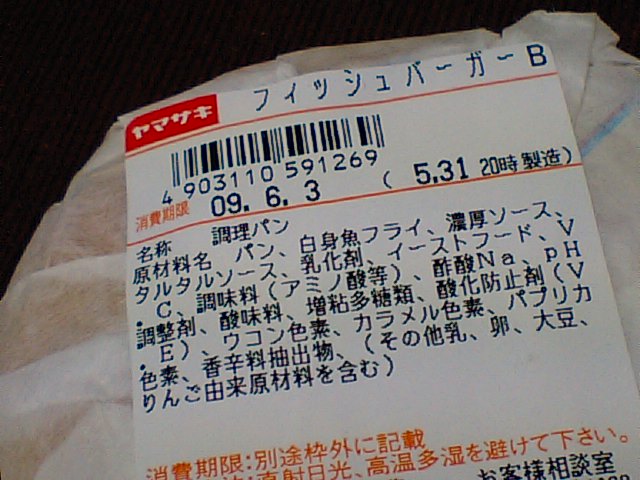 フィッシュバーガーB
ヤマザキ
4 903110 591269
消費期限 09. 6. 3 ( 5.31 20時製造)
名称 調理パン
原材料名 パン、白身魚フライ、濃厚ソース、
タルタルソース、乳化剤、イーストフード、V
．C、調味料(アミノ酸等)、酢酸Na、pH
調整剤、酸味料、増粘多糖類、酸化防止剤(V
．E)、ウコン色素、カラメル色素、パプリカ
色素、香辛料抽出物、(その他乳、卵、大豆、
りんご由来原材料を含む)
消費期限:別途枠外に記載
直射日光、高温多湿を避けて下さい。
お客様相談室